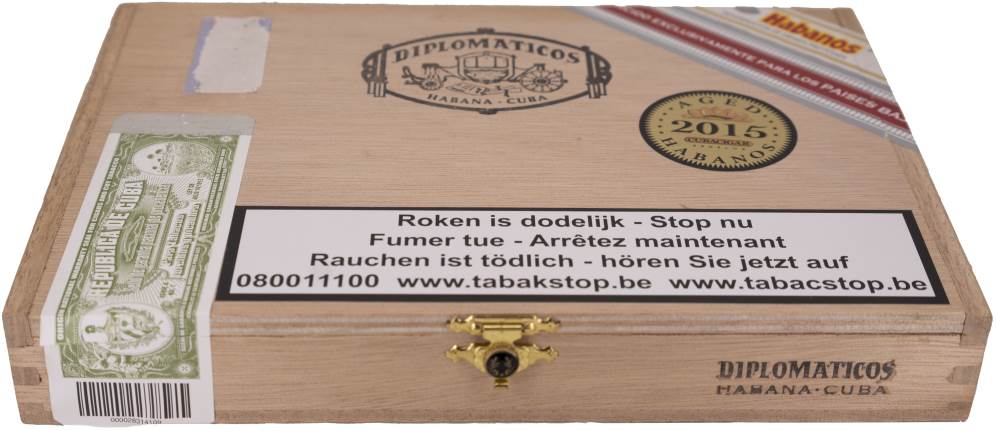 Habanos
DO EXCLUSIVAMENTE PARA LOS PAISES BA
DIPLOMATICOS
HABANA · CUBA
AGED
2015
CUBACIGAR
HABANOS
REPUBLICA DE CUBA
Roken is dodelijk - Stop nu
Fumer tue - Arrêtez maintenant
Rauchen ist tödlich - hören Sie jetzt auf
080011100 www.tabakstop.be www.tabacstop.be
DIPLOMATICOS
HABANA · CUBA
000028314109